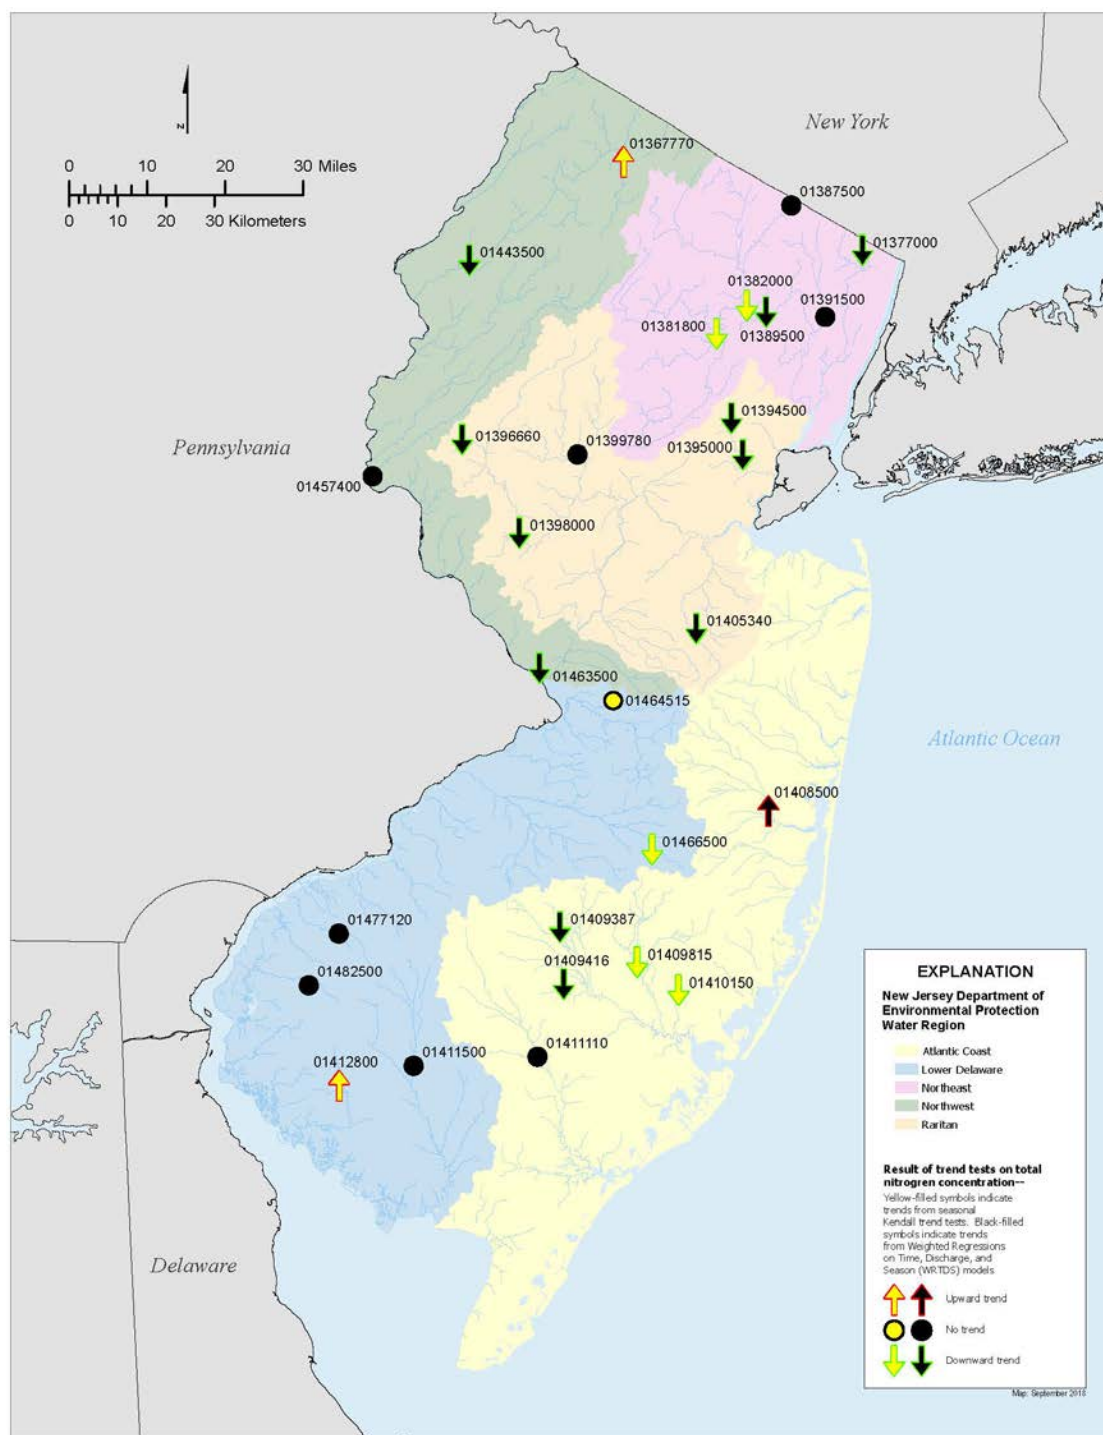 New York
01367770
N
0 10 20 30 Miles
0 10 20 30 Kilometers
01387500
01377000
01443500
01382000
01391500
01381800
01389500
01394500
01396660
01399780
01395000
Pennsylvania
01457400
01398000
01405340
01463500
01464515
Atlantic Ocean
01408500
01466500
01477120
01409387
01409815
01409416
01482500
01410150
01411110
01412800
01411500
Delaware
EXPLANATION
New Jersey Department of
Environmental Protection
Water Region
Atlantic Coast
Lower Delaware
Northeast
Northwest
Raritan
Result of trend tests on total
nitrogren concentration--
Yellow-filled symbols indicate
trends from seasonal
Kendall trend tests. Black-filled
symbols indicate trends
from Weighted Regressions
on Time, Discharge, and
Season (WRTDS) models
Upward trend
No trend
Downward trend
Map: September 2018